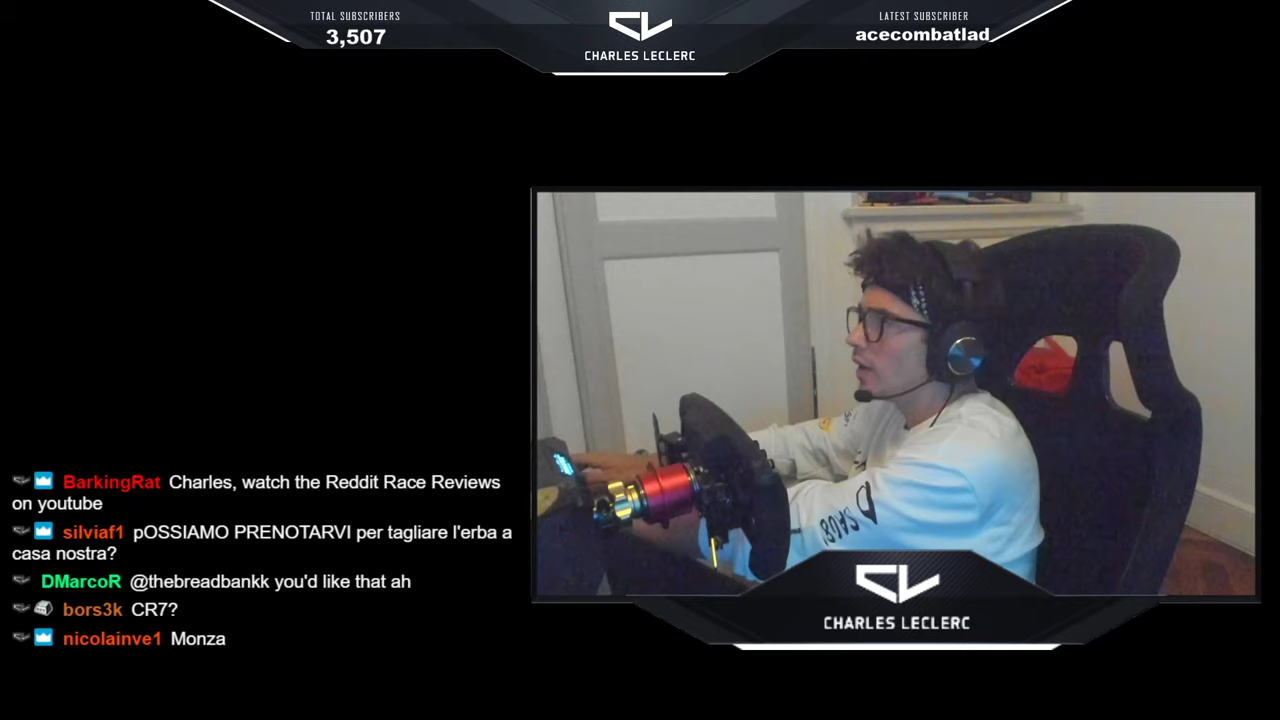 TOTAL SUBSCRIBERS
3,507
CHARLES LECLERC
LATEST SUBSCRIBER
acecombatlad
BarkingRat Charles, watch the Reddit Race Reviews
on youtube
silviaf1 pOSSIAMO PRENOTARVI per tagliare l'erba a
casa nostra?
DMarcoR @thebreadbankk you'd like that ah
bors3k CR7?
nicolainve1 Monza
SAUB
CHARLES LECLERC